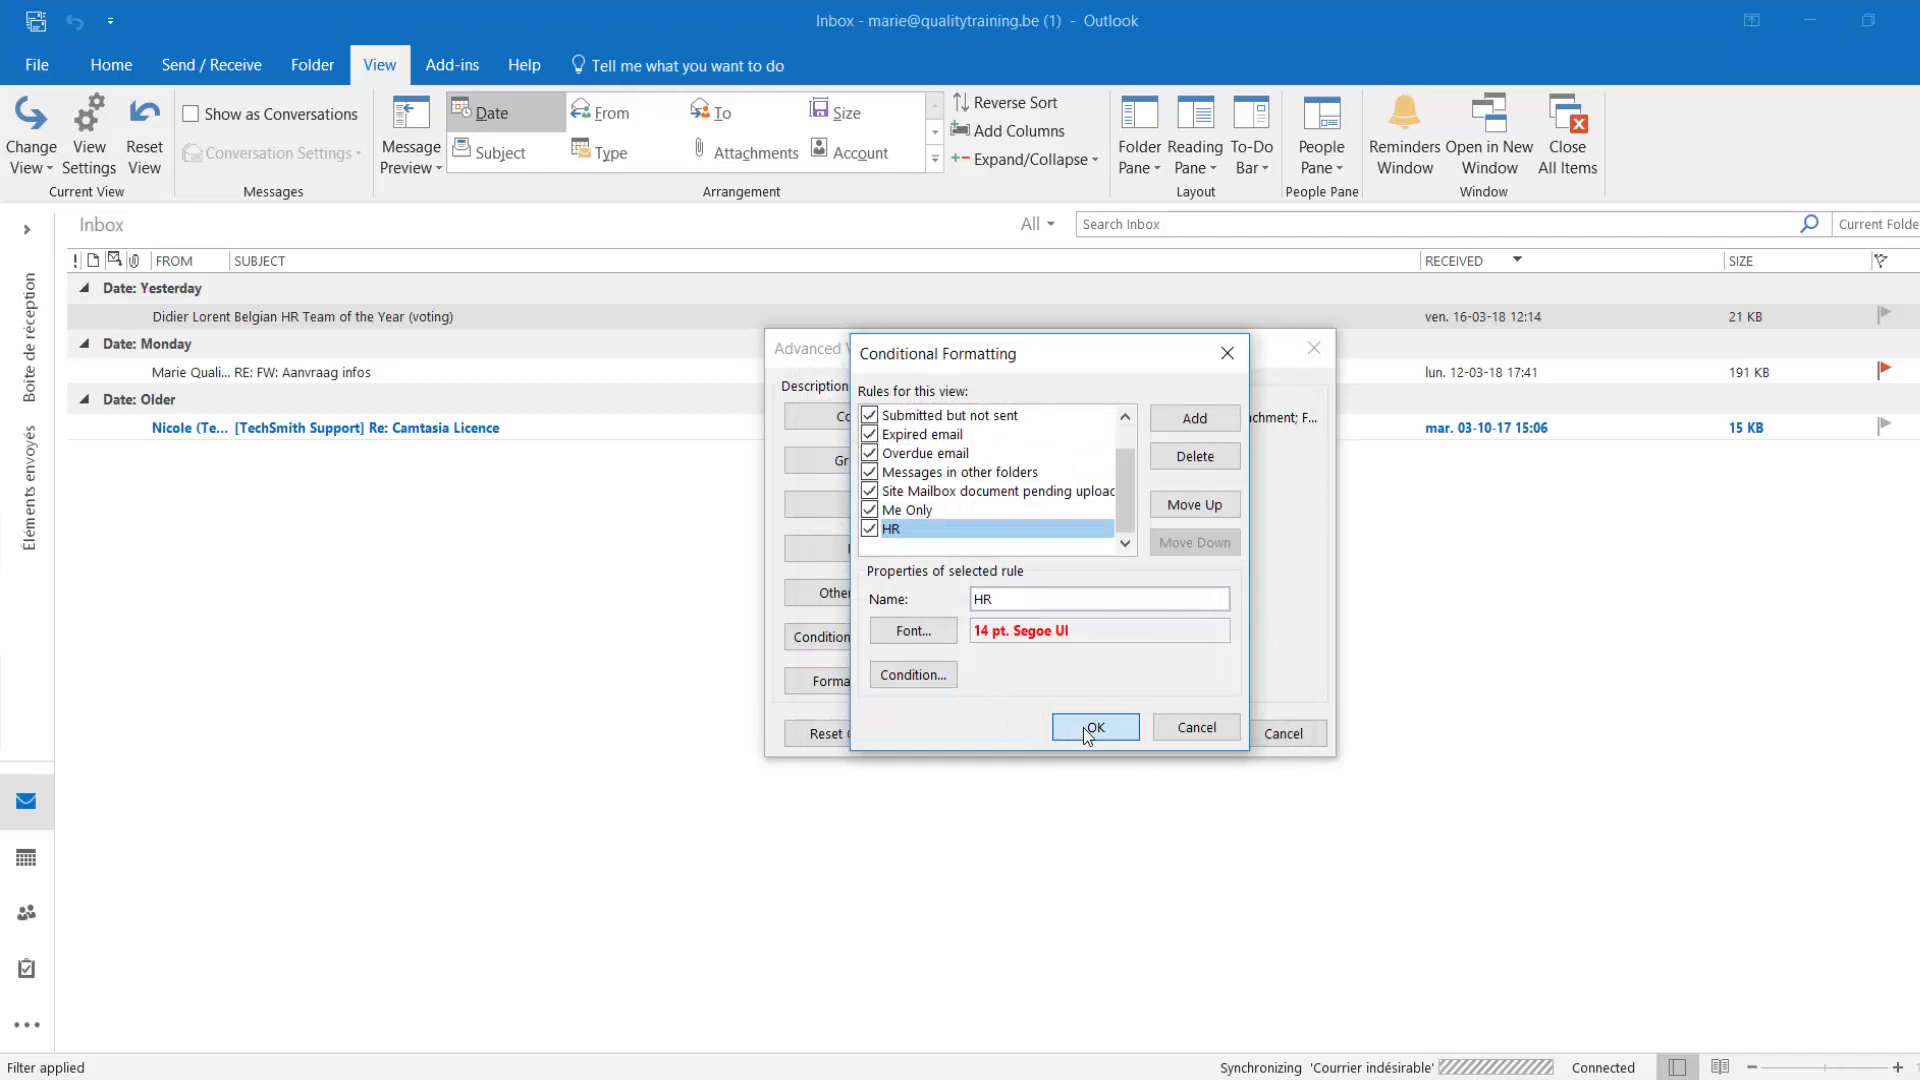 Inbox - marie@qualitytraining.be (1) - Outlook
File Home Send / Receive Folder View Add-ins Help Tell me what you want to do
Change View
View Settings
Reset View
Current View
Show as Conversations
Conversation Settings
Messages
Message Preview
Date From To Size
Subject Type Attachments Account
Reverse Sort
Add Columns
Expand/Collapse
Arrangement
Folder Pane
Reading Pane
To-Do Bar
Layout
People Pane
People Pane
Reminders Window
Open in New Window
Close All Items
Window
Inbox
All
Search Inbox
Current Folde
! FROM SUBJECT RECEIVED SIZE
Date: Yesterday
Didier Lorent Belgian HR Team of the Year (voting) ven. 16-03-18 12:14 21 KB
Date: Monday
Marie Quali... RE: FW: Aanvraag infos lun. 12-03-18 17:41 191 KB
Date: Older
Nicole (Te... [TechSmith Support] Re: Camtasia Licence mar. 03-10-17 15:06 15 KB
Boîte de réception
Éléments envoyés
Advanced V
Description
Co
achment; F...
Gr
Other
Condition
Forma
Reset C
Cancel
Conditional Formatting
Rules for this view:
Submitted but not sent
Expired email
Overdue email
Messages in other folders
Site Mailbox document pending uploac
Me Only
HR
Add
Delete
Move Up
Move Down
Properties of selected rule
Name: HR
Font... 14 pt. Segoe UI
Condition...
OK Cancel
Filter applied
Synchronizing 'Courrier indésirable'
Connected